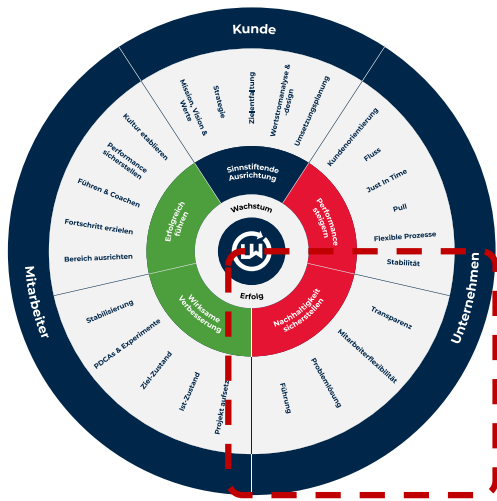 Kunde
Mission, Vision &
Werte
Strategie
Zielentfaltung
Wertstromanalyse &
-design
Umsetzungsplanung
Kultur etablieren
Performance
sicherstellen
Führen & Coachen
Fortschritt erzielen
Bereich ausrichten
Kundenorientierung
Fluss
Just In Time
Pull
Flexible Prozesse
Stabilität
Sinnstiftende
Ausrichtung
Erfolgreich
führen
Performance
steigern
Wachstum
Erfolg
Wirksame
Verbesserung
Nachhaltigkeit
sicherstellen
Mitarbeiter
Unternehmen
Stabilisierung
PDCAs & Experimente
Ziel-Zustand
Ist-Zustand
Projekt aufsetz
Transparenz
Mitarbeiterflexibilität
Problemlösung
Führung